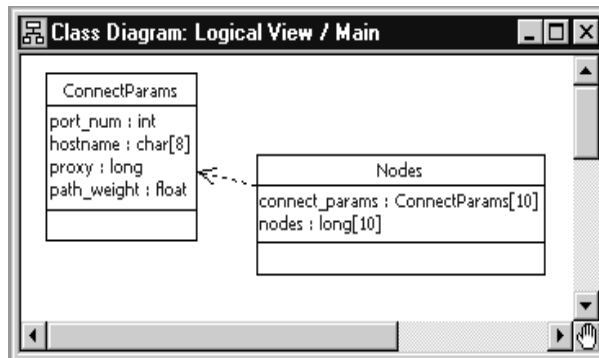 Class Diagram: Logical View / Main
ConnectParams
port_num : int
hostname : char[8]
proxy : long
path_weight : float
Nodes
connect_params : ConnectParams[10]
nodes : long[10]